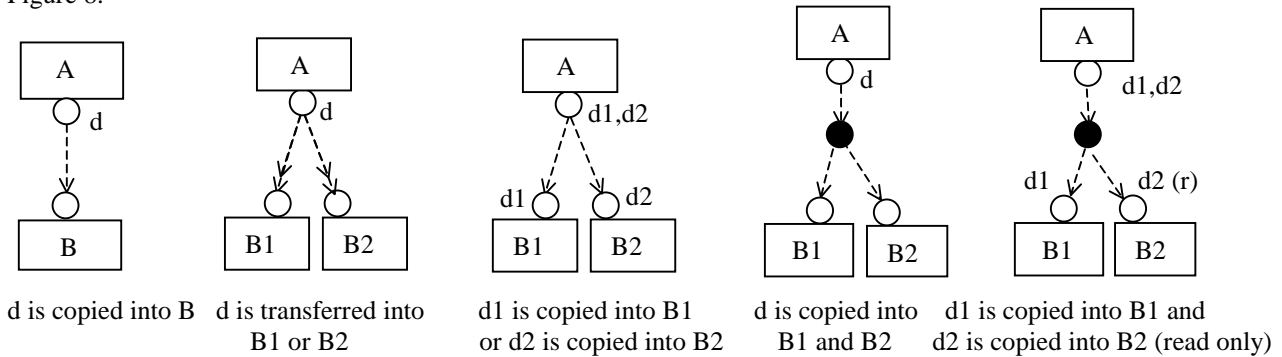 Figure 8.
A
A
A
A
A
d
d
d1,d2
d
d1,d2
d1
d2
d1
d2 (r)
B
B1
B2
B1
B2
B1
B2
B1
B2
d is copied into B
d is transferred into
B1 or B2
d1 is copied into B1
or d2 is copied into B2
d is copied into
B1 and B2
d1 is copied into B1 and
d2 is copied into B2 (read only)